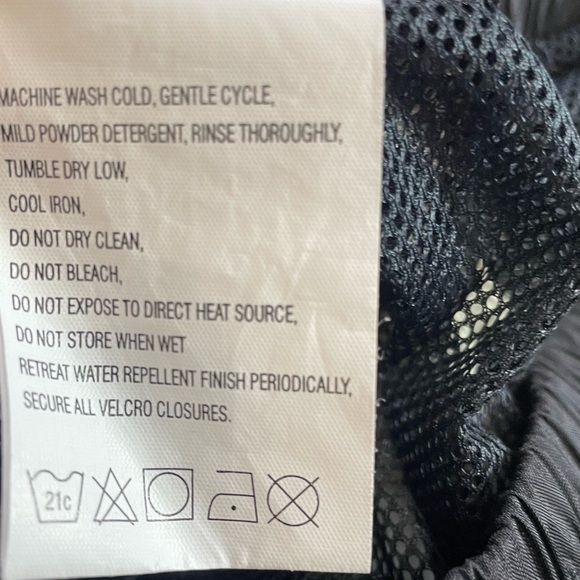 MACHINE WASH COLD, GENTLE CYCLE,
MILD POWDER DETERGENT, RINSE THOROUGHLY,
TUMBLE DRY LOW,
COOL IRON,
DO NOT DRY CLEAN,
DO NOT BLEACH,
DO NOT EXPOSE TO DIRECT HEAT SOURCE,
DO NOT STORE WHEN WET
RETREAT WATER REPELLENT FINISH PERIODICALLY,
SECURE ALL VELCRO CLOSURES.
21c